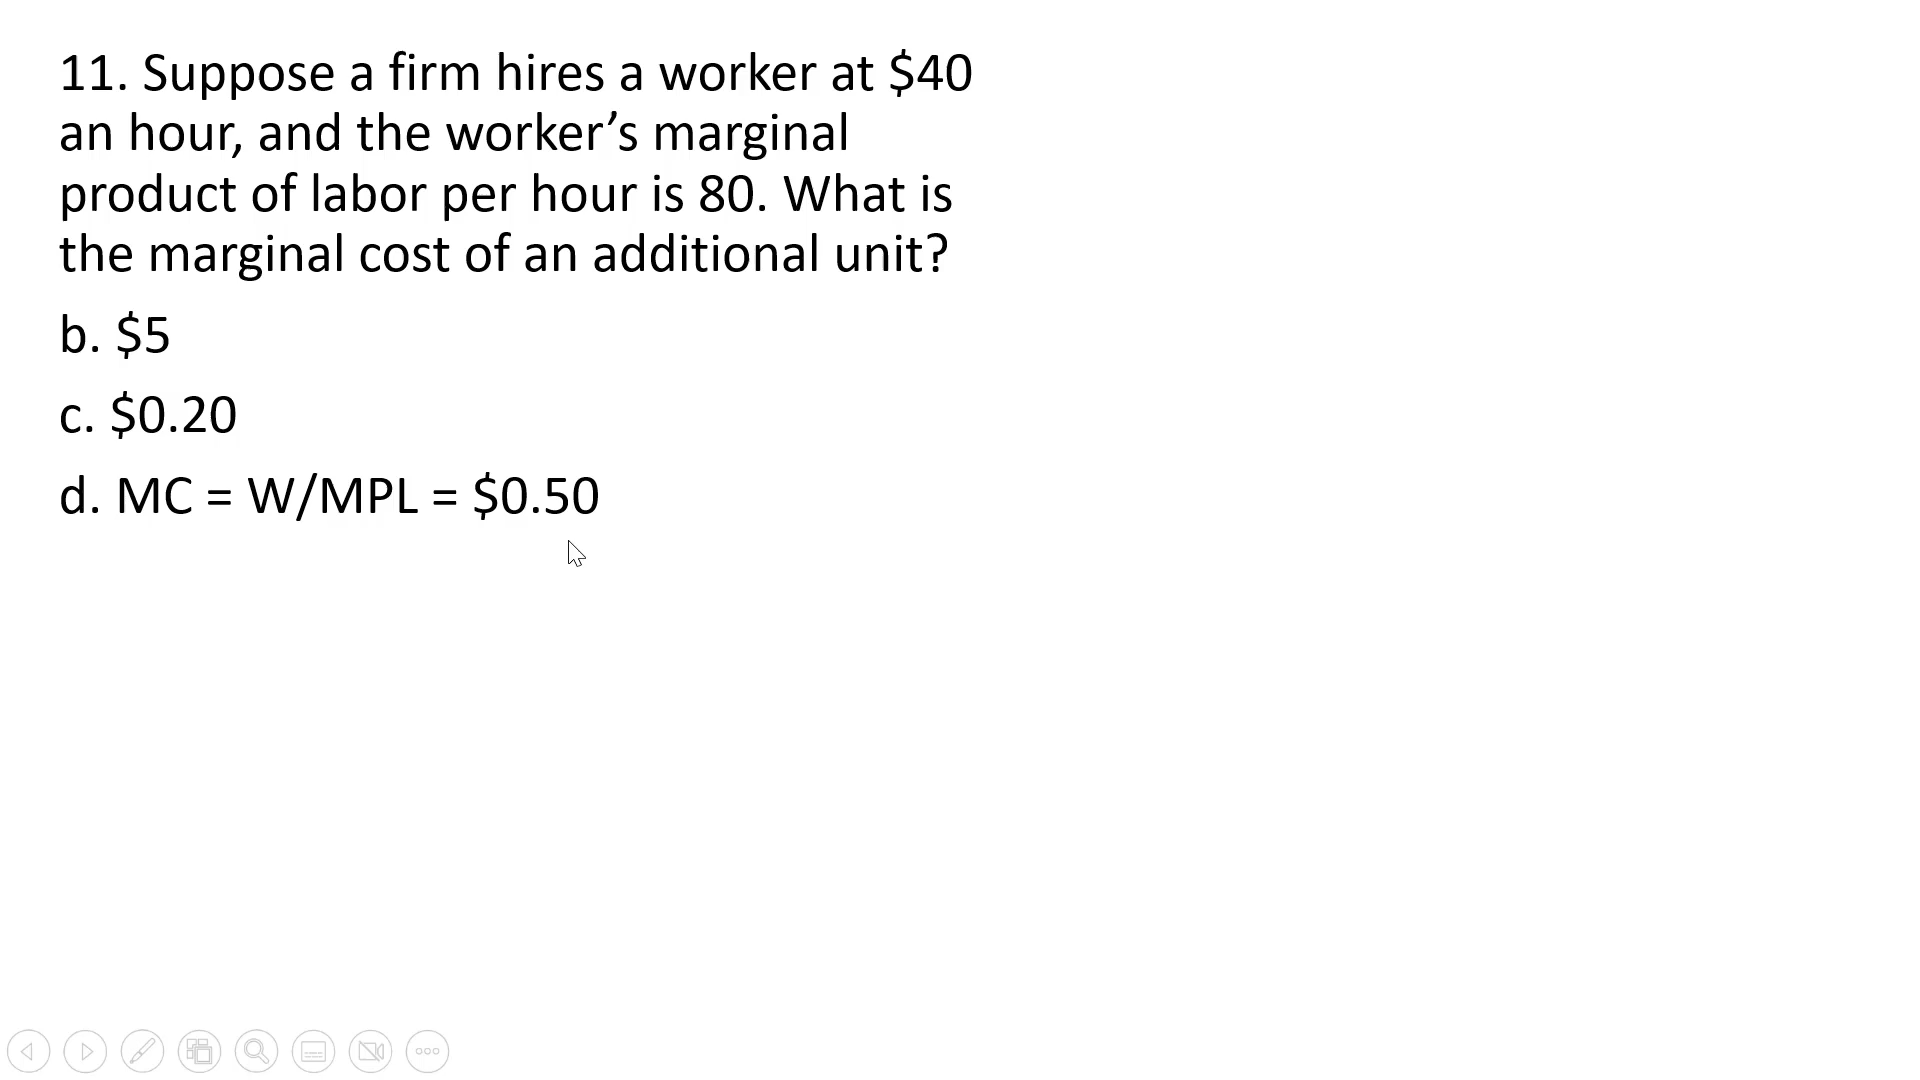 11. Suppose a firm hires a worker at $40
an hour, and the worker’s marginal
product of labor per hour is 80. What is
the marginal cost of an additional unit?
b. $5
c. $0.20
d. MC = W/MPL = $0.50